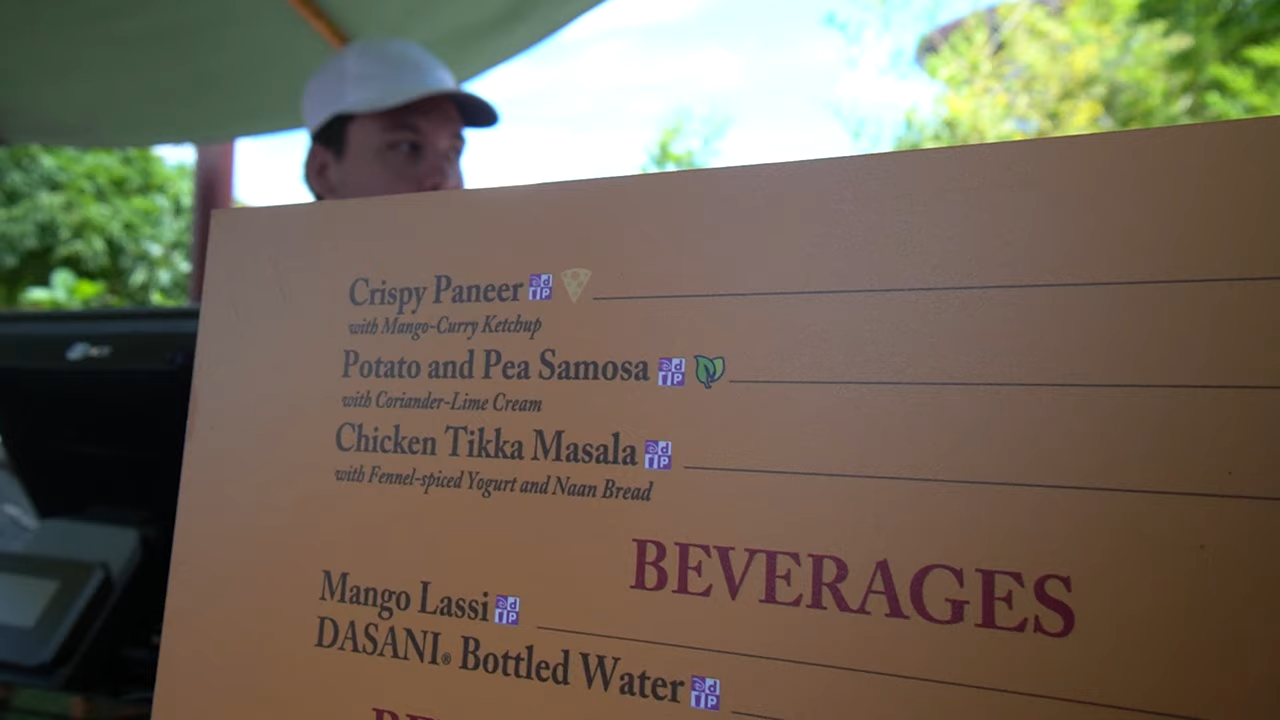 Crispy Paneer
with Mango-Curry Ketchup
Potato and Pea Samosa
with Coriander-Lime Cream
Chicken Tikka Masala
with Fennel-spiced Yogurt and Naan Bread
BEVERAGES
Mango Lassi
DASANI® Bottled Water